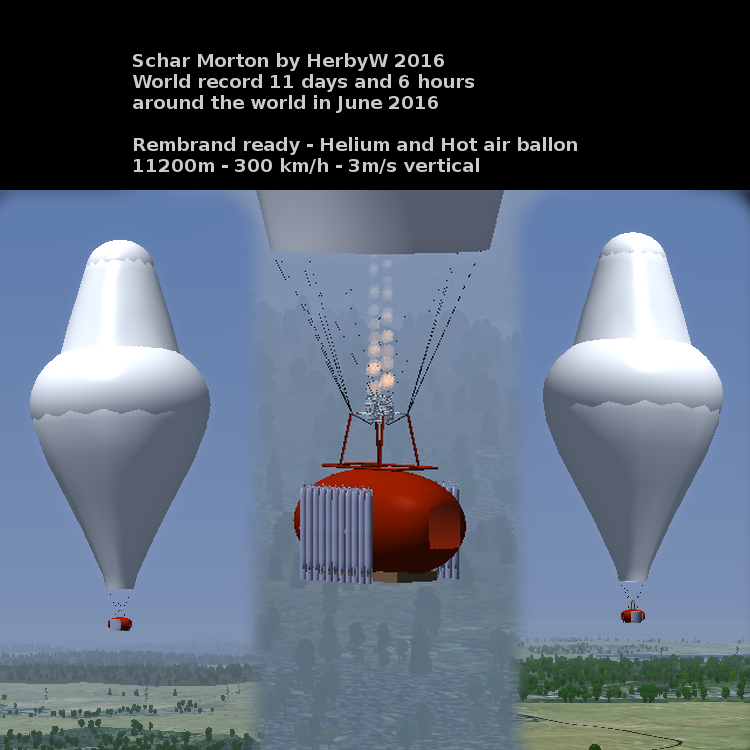 Schar Morton by HerbyW 2016
World record 11 days and 6 hours
around the world in June 2016
Rembrand ready - Helium and Hot air ballon
11200m - 300 km/h - 3m/s vertical